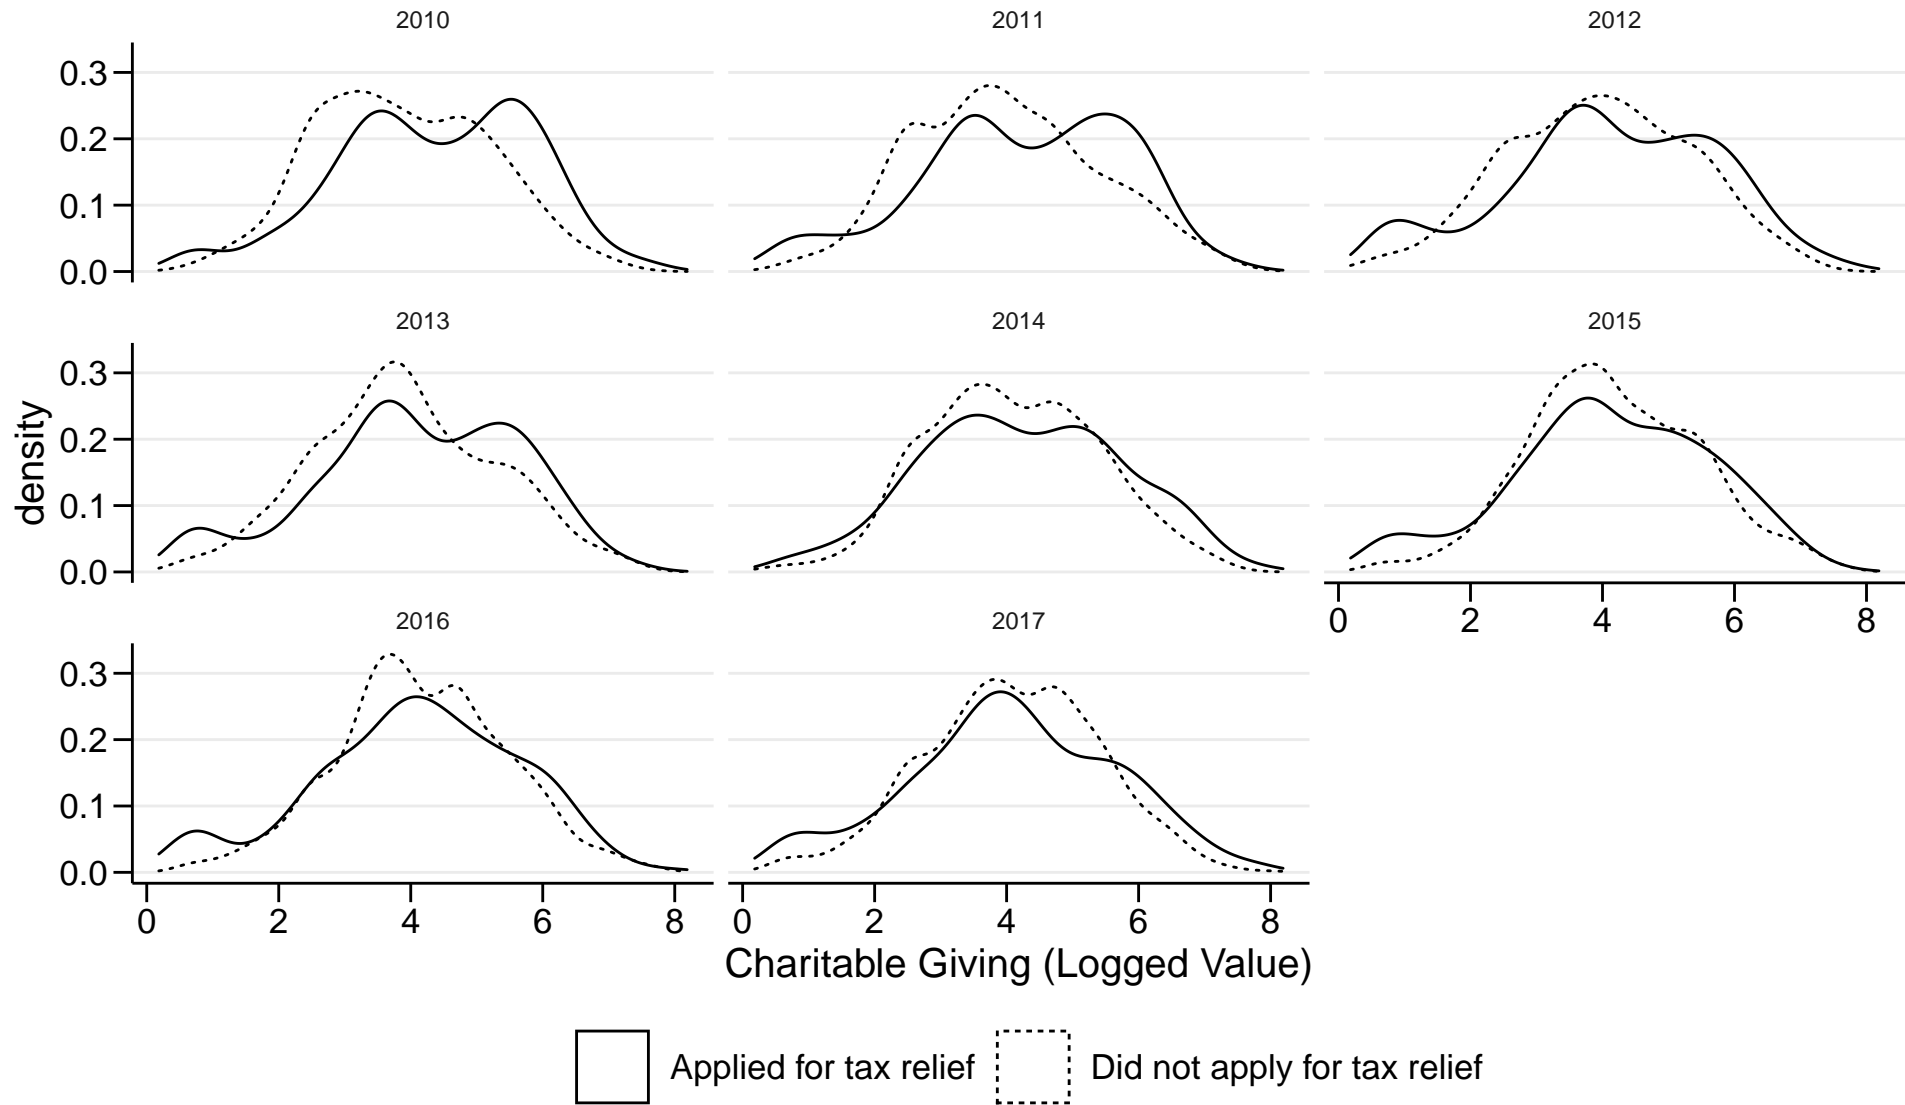 2010 2011 2012
0.3
0.2
0.1
0.0
2013 2014 2015
0.3
0.2
0.1
0.0
0 2 4 6 8
2016 2017
0.3
0.2
0.1
0.0
0 2 4 6 8 0 2 4 6 8
density
Charitable Giving (Logged Value)
Applied for tax relief Did not apply for tax relief